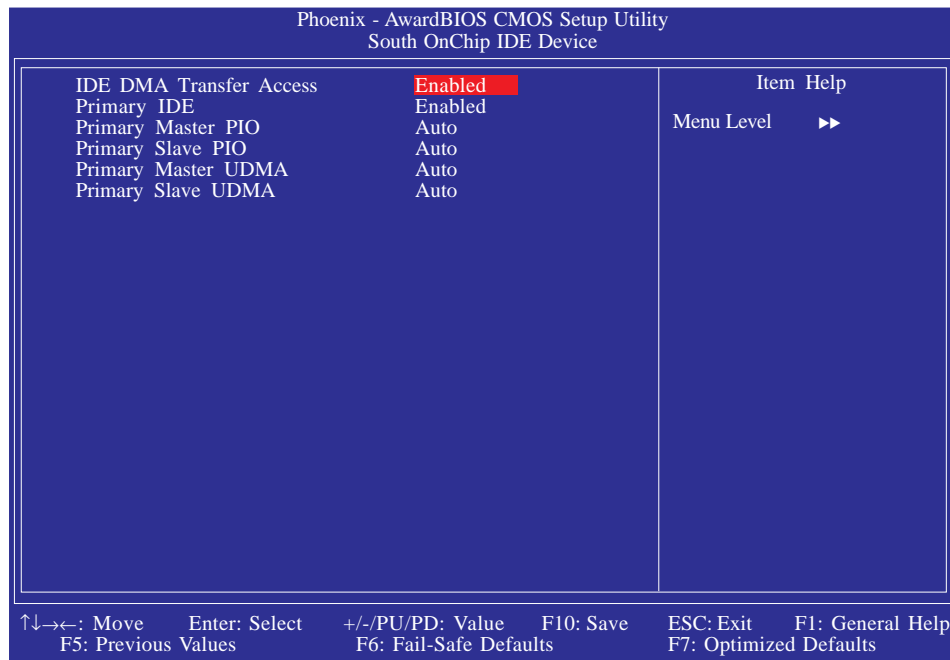 Phoenix - AwardBIOS CMOS Setup Utility
South OnChip IDE Device
IDE DMA Transfer Access Enabled
Primary IDE Enabled
Primary Master PIO Auto
Primary Slave PIO Auto
Primary Master UDMA Auto
Primary Slave UDMA Auto
Item Help
Menu Level ▶▶
↑↓→←: Move Enter: Select +/-/PU/PD: Value F10: Save ESC: Exit F1: General Help
F5: Previous Values F6: Fail-Safe Defaults F7: Optimized Defaults